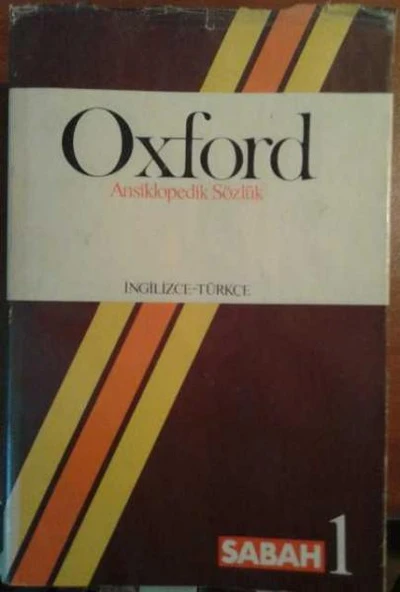 Oxford
Ansiklopedik Sözlük
İNGİLİZCE-TÜRKÇE
SABAH 1